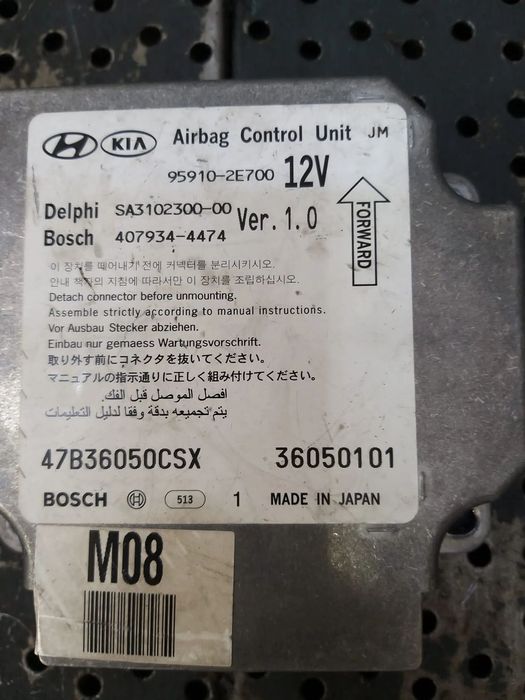 HYUNDAI KIA Airbag Control Unit JM
95910-2E700 12V
Delphi SA3102300-00 Ver. 1.0
Bosch 407934-4474
FORWARD
이 장치를 떼어내기 전에 커넥터를 분리시키시오.
안내 책자의 지침에 따라서만 이 장치를 조립하십시오.
Detach connector before unmounting.
Assemble strictly according to manual instructions.
Vor Ausbau Stecker abziehen.
Einbau nur gemaess Wartungsvorschrift.
取り外す前にコネクタを抜いてください。
マニュアルの指示通りに正しく組み付けてください。
افصل الموصل قبل الفك.
يتم تجميعه بدقة وفقا لدليل التعليمات
47B36050CSX 36050101
BOSCH 513 1 MADE IN JAPAN
M08